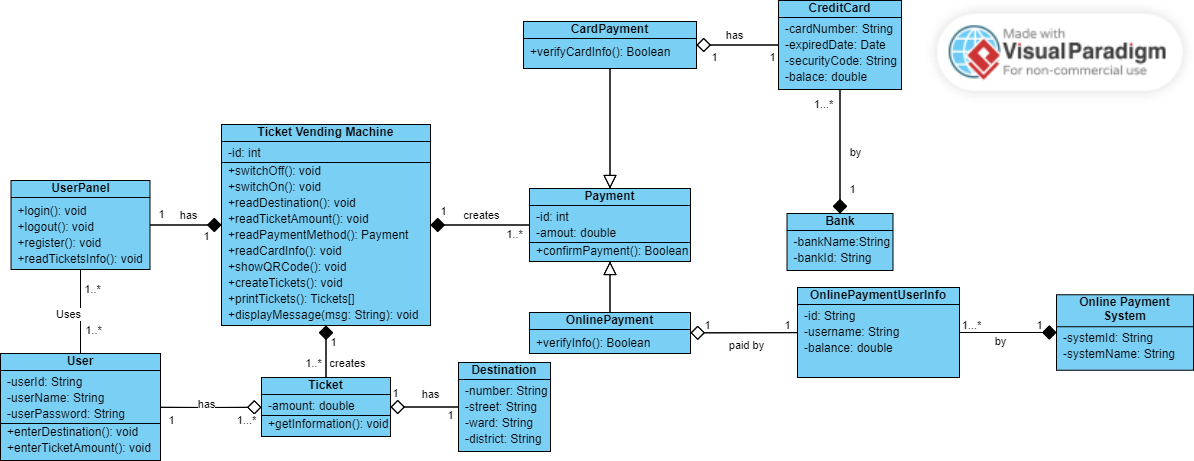 CardPayment
+verifyCardInfo(): Boolean
has
1
1
CreditCard
-cardNumber: String
-expiredDate: Date
-securityCode: String
-balace: double
Made with
VisualParadigm
For non-commercial use
1...*
by
1
Bank
-bankName:String
-bankId: String
Ticket Vending Machine
-id: int
+switchOff(): void
+switchOn(): void
+readDestination(): void
+readTicketAmount(): void
+readPaymentMethod(): Payment
+readCardInfo(): void
+showQRCode(): void
+createTickets(): void
+printTickets(): Tickets[]
+displayMessage(msg: String): void
UserPanel
+login(): void
+logout(): void
+register(): void
+readTicketsInfo(): void
1
has
1
1
creates
1..*
Payment
-id: int
-amout: double
+confirmPayment(): Boolean
1..*
Uses
1..*
OnlinePayment
+verifyInfo(): Boolean
1
paid by
1
OnlinePaymentUserInfo
-id: String
-username: String
-balance: double
1...*
by
1
Online Payment
System
-systemId: String
-systemName: String
User
-userId: String
-userName: String
-userPassword: String
+enterDestination(): void
+enterTicketAmount(): void
1
1..*
creates
has
1
1...*
Ticket
-amount: double
+getInformation(): void
1
has
1
Destination
-number: String
-street: String
-ward: String
-district: String